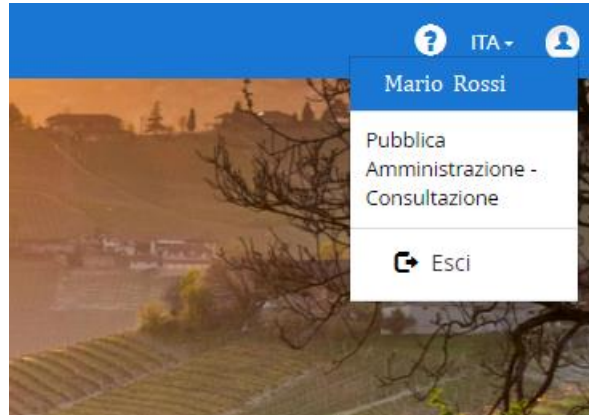 ? ITA
Mario Rossi
Pubblica
Amministrazione -
Consultazione
Esci